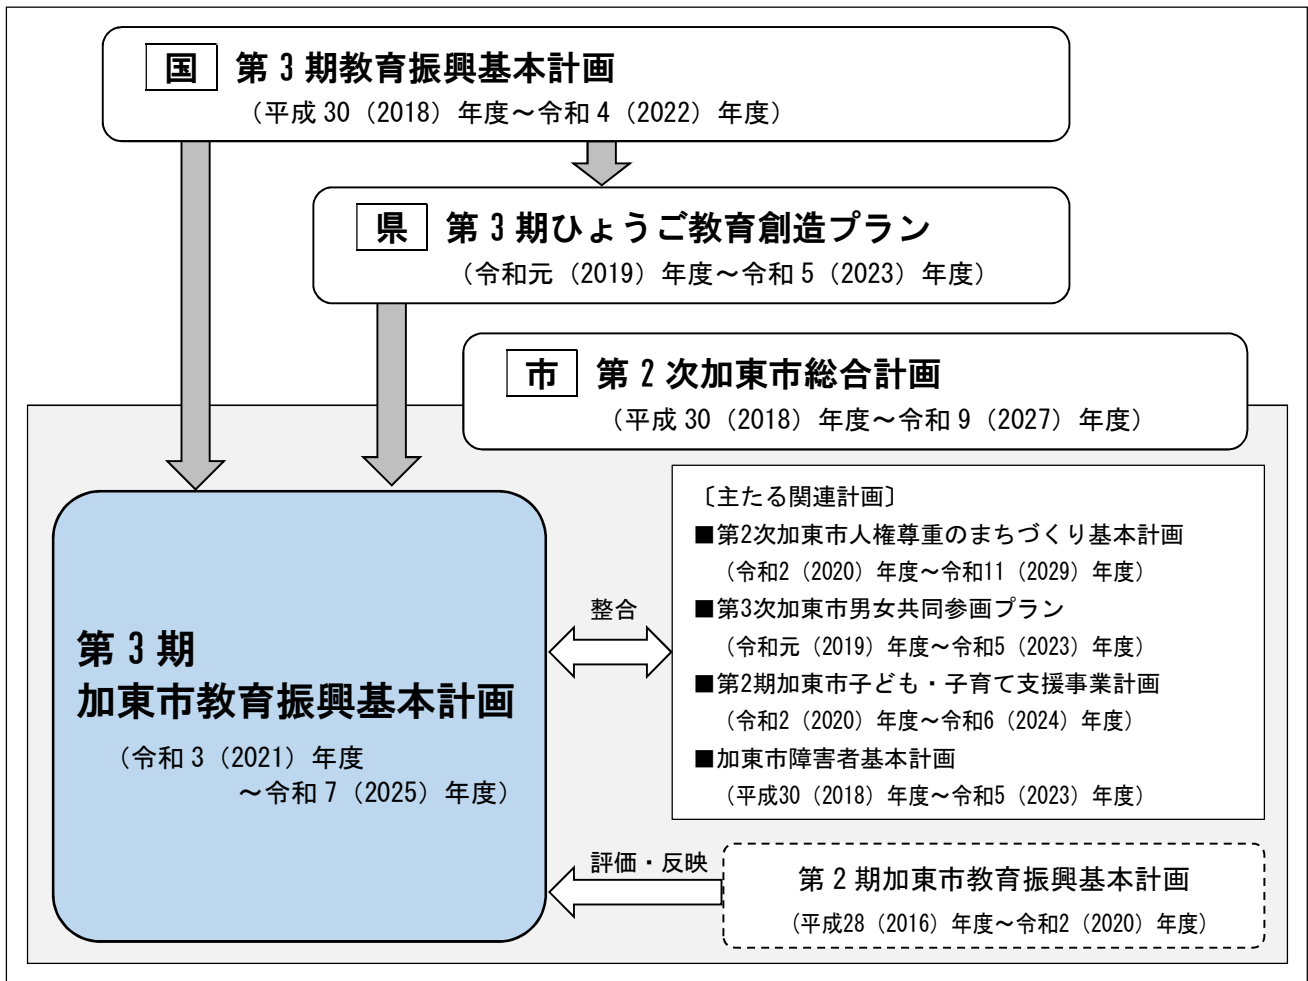 国 第3期教育振興基本計画
（平成30（2018）年度～令和4（2022）年度）
県 第3期ひょうご教育創造プラン
（令和元（2019）年度～令和5（2023）年度）
市 第2次加東市総合計画
（平成30（2018）年度～令和9（2027）年度）
〔主たる関連計画〕
■第2次加東市人権尊重のまちづくり基本計画
（令和2（2020）年度～令和11（2029）年度）
■第3次加東市男女共同参画プラン
（令和元（2019）年度～令和5（2023）年度）
■第2期加東市子ども・子育て支援事業計画
（令和2（2020）年度～令和6（2024）年度）
■加東市障害者基本計画
（平成30（2018）年度～令和5（2023）年度）
整合
第3期
加東市教育振興基本計画
（令和3（2021）年度
～令和7（2025）年度）
評価・反映
第2期加東市教育振興基本計画
（平成28（2016）年度～令和2（2020）年度）